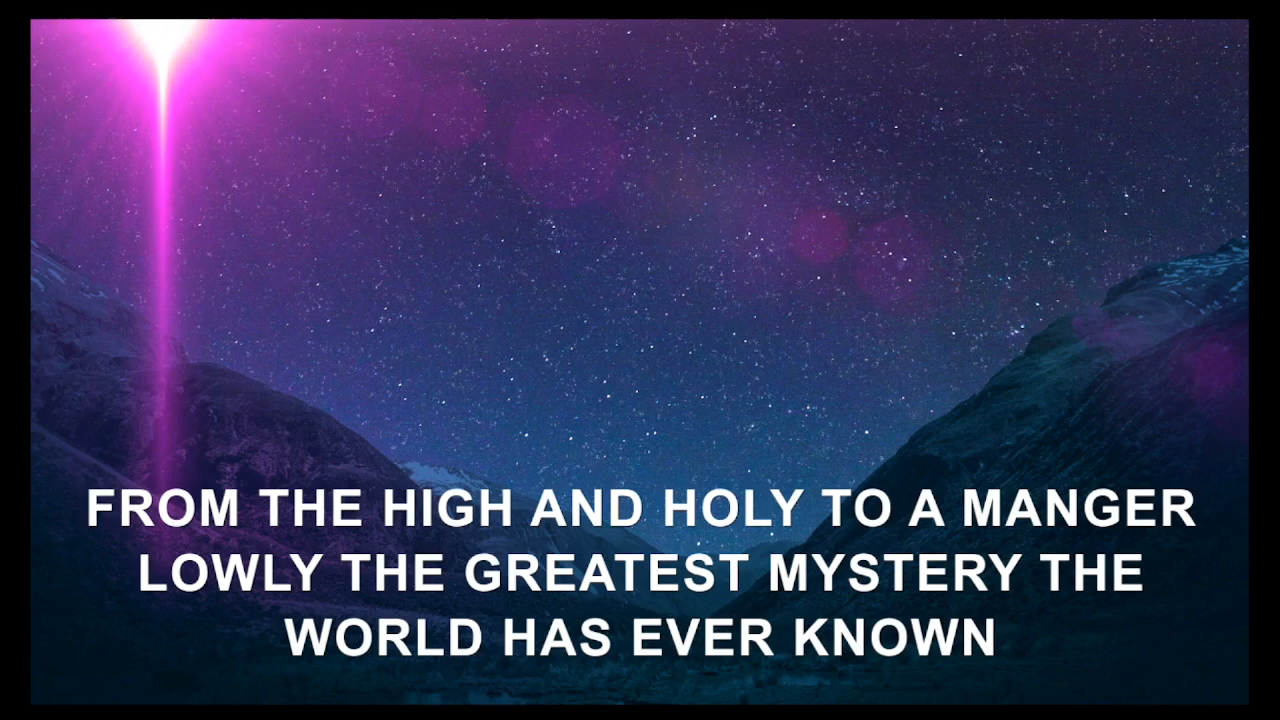 FROM THE HIGH AND HOLY TO A MANGER
LOWLY THE GREATEST MYSTERY THE
WORLD HAS EVER KNOWN